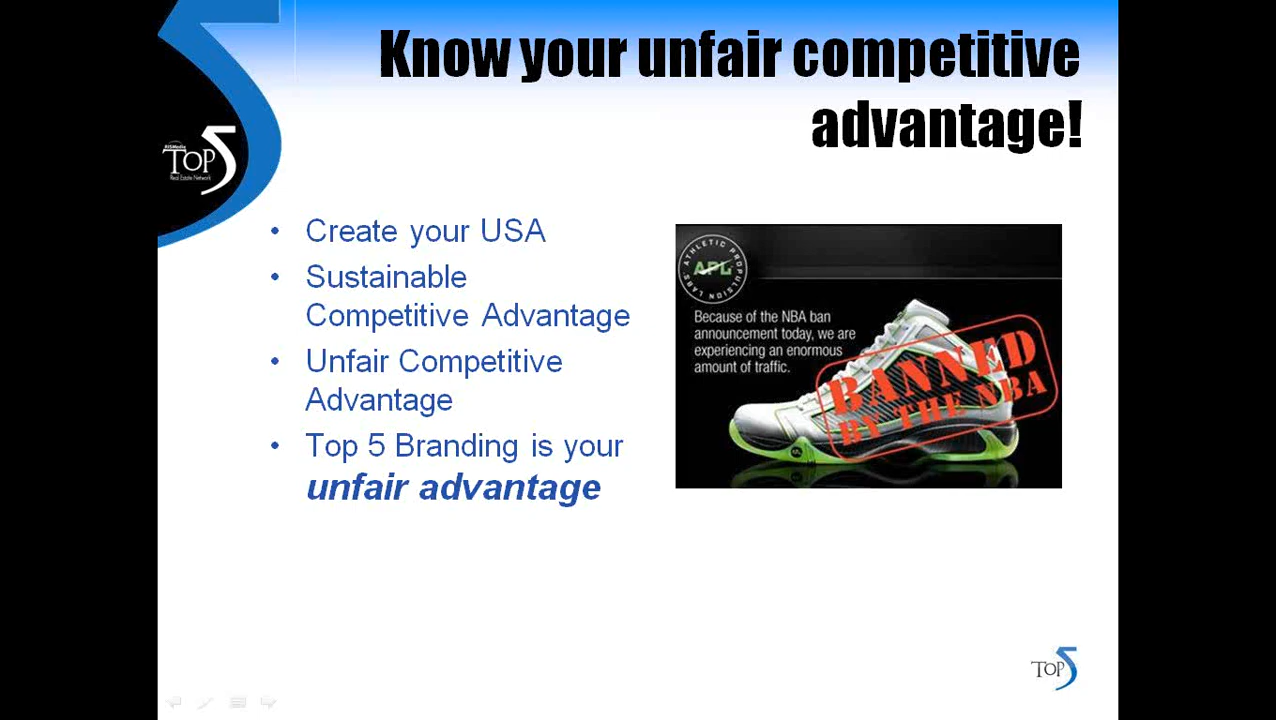 Know your unfair competitive
advantage!
AISMedia
TOP 5
Real Estate Network
• Create your USA
• Sustainable
Competitive Advantage
• Unfair Competitive
Advantage
• Top 5 Branding is your
unfair advantage
ATHLETIC PROPULSION LABS
APL
Because of the NBA ban
announcement today, we are
experiencing an enormous
amount of traffic.
BANNED
BY THE NBA
TOP 5